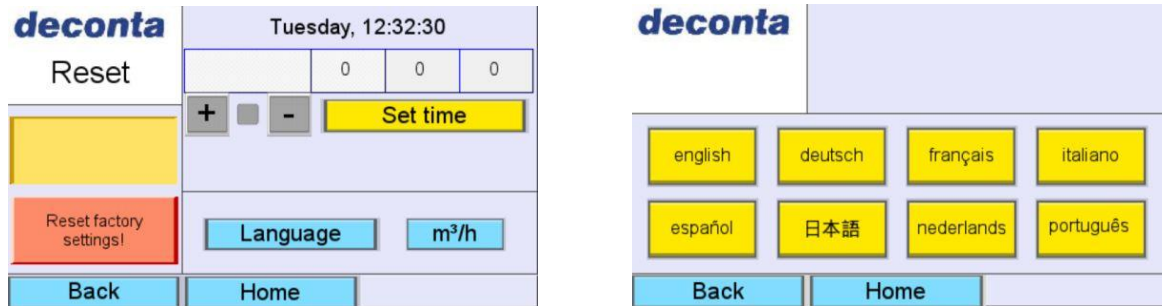 deconta
Reset
Tuesday, 12:32:30
0 0 0
+ - Set time
Reset factory
settings!
Language m³/h
Back Home
deconta
english deutsch français italiano
español 日本語 nederlands português
Back Home